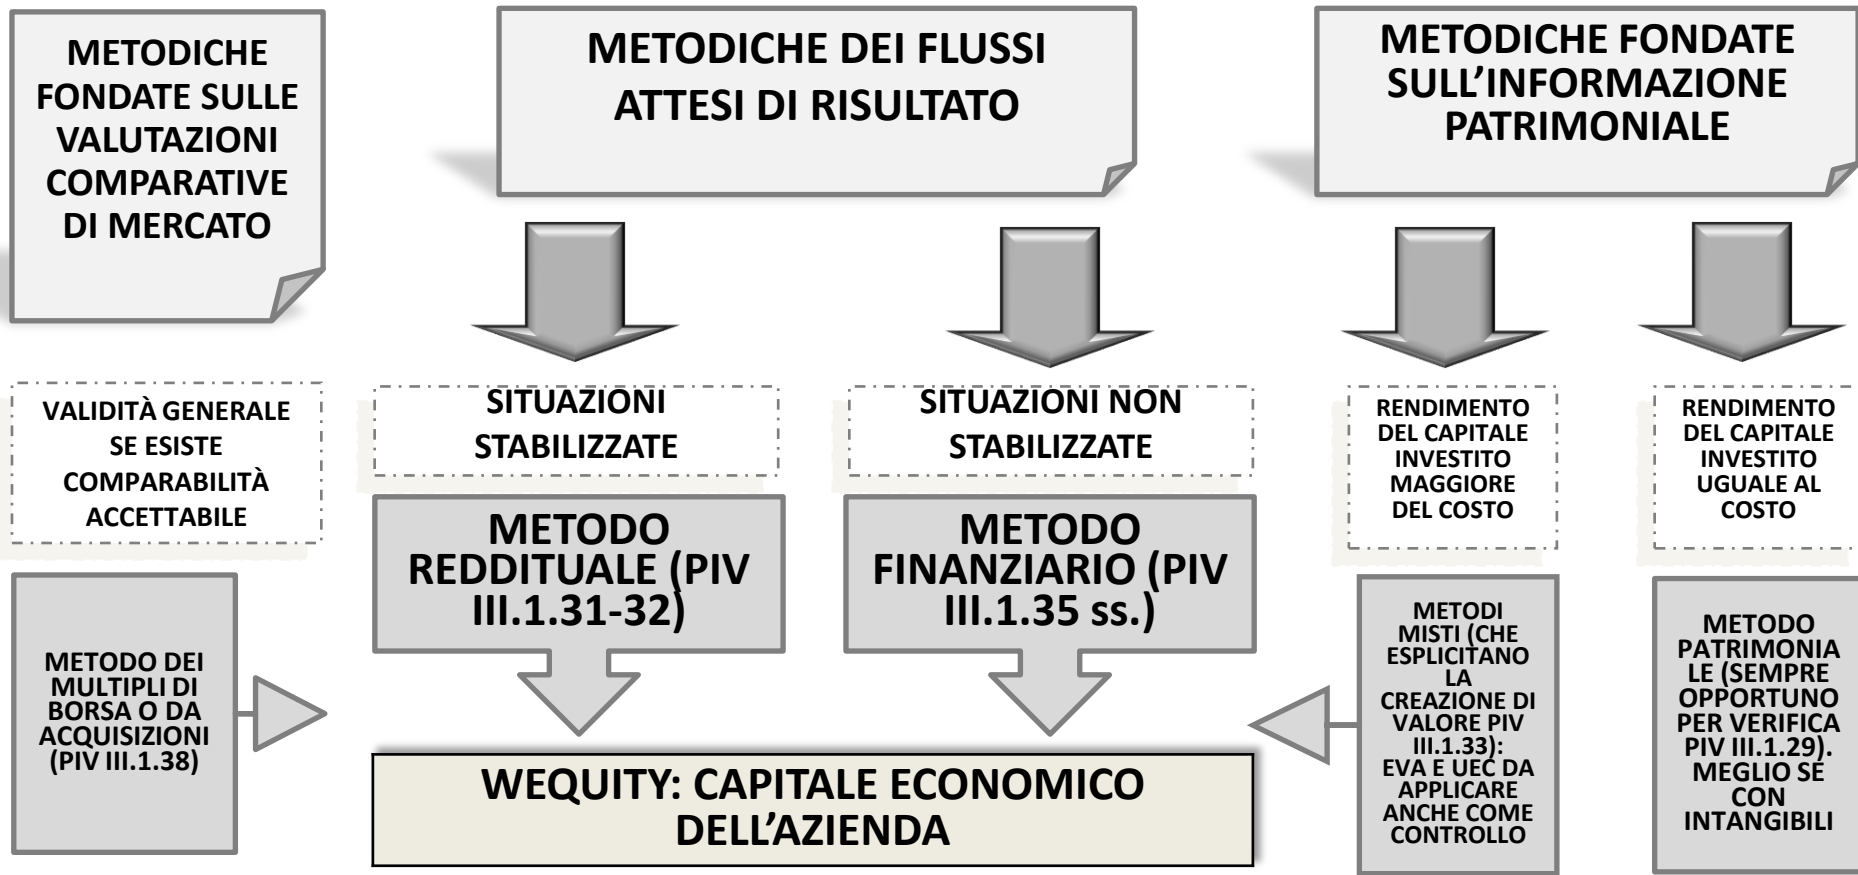 METODICHE
FONDATE SULLE
VALUTAZIONI
COMPARATIVE
DI MERCATO
METODICHE DEI FLUSSI
ATTESI DI RISULTATO
METODICHE FONDATE
SULL’INFORMAZIONE
PATRIMONIALE
VALIDITÀ GENERALE
SE ESISTE
COMPARABILITÀ
ACCETTABILE
SITUAZIONI
STABILIZZATE
SITUAZIONI NON
STABILIZZATE
RENDIMENTO
DEL CAPITALE
INVESTITO
MAGGIORE
DEL COSTO
RENDIMENTO
DEL CAPITALE
INVESTITO
UGUALE AL
COSTO
METODO DEI
MULTIPLI DI
BORSA O DA
ACQUISIZIONI
(PIV III.1.38)
METODO
REDDITUALE (PIV
III.1.31-32)
METODO
FINANZIARIO (PIV
III.1.35 ss.)
METODI
MISTI (CHE
ESPLICITANO
LA
CREAZIONE DI
VALORE PIV
III.1.33):
EVA E UEC DA
APPLICARE
ANCHE COME
CONTROLLO
METODO
PATRIMONIA
LE (SEMPRE
OPPORTUNO
PER VERIFICA
PIV III.1.29).
MEGLIO SE
CON
INTANGIBILI
WEQUITY: CAPITALE ECONOMICO
DELL’AZIENDA